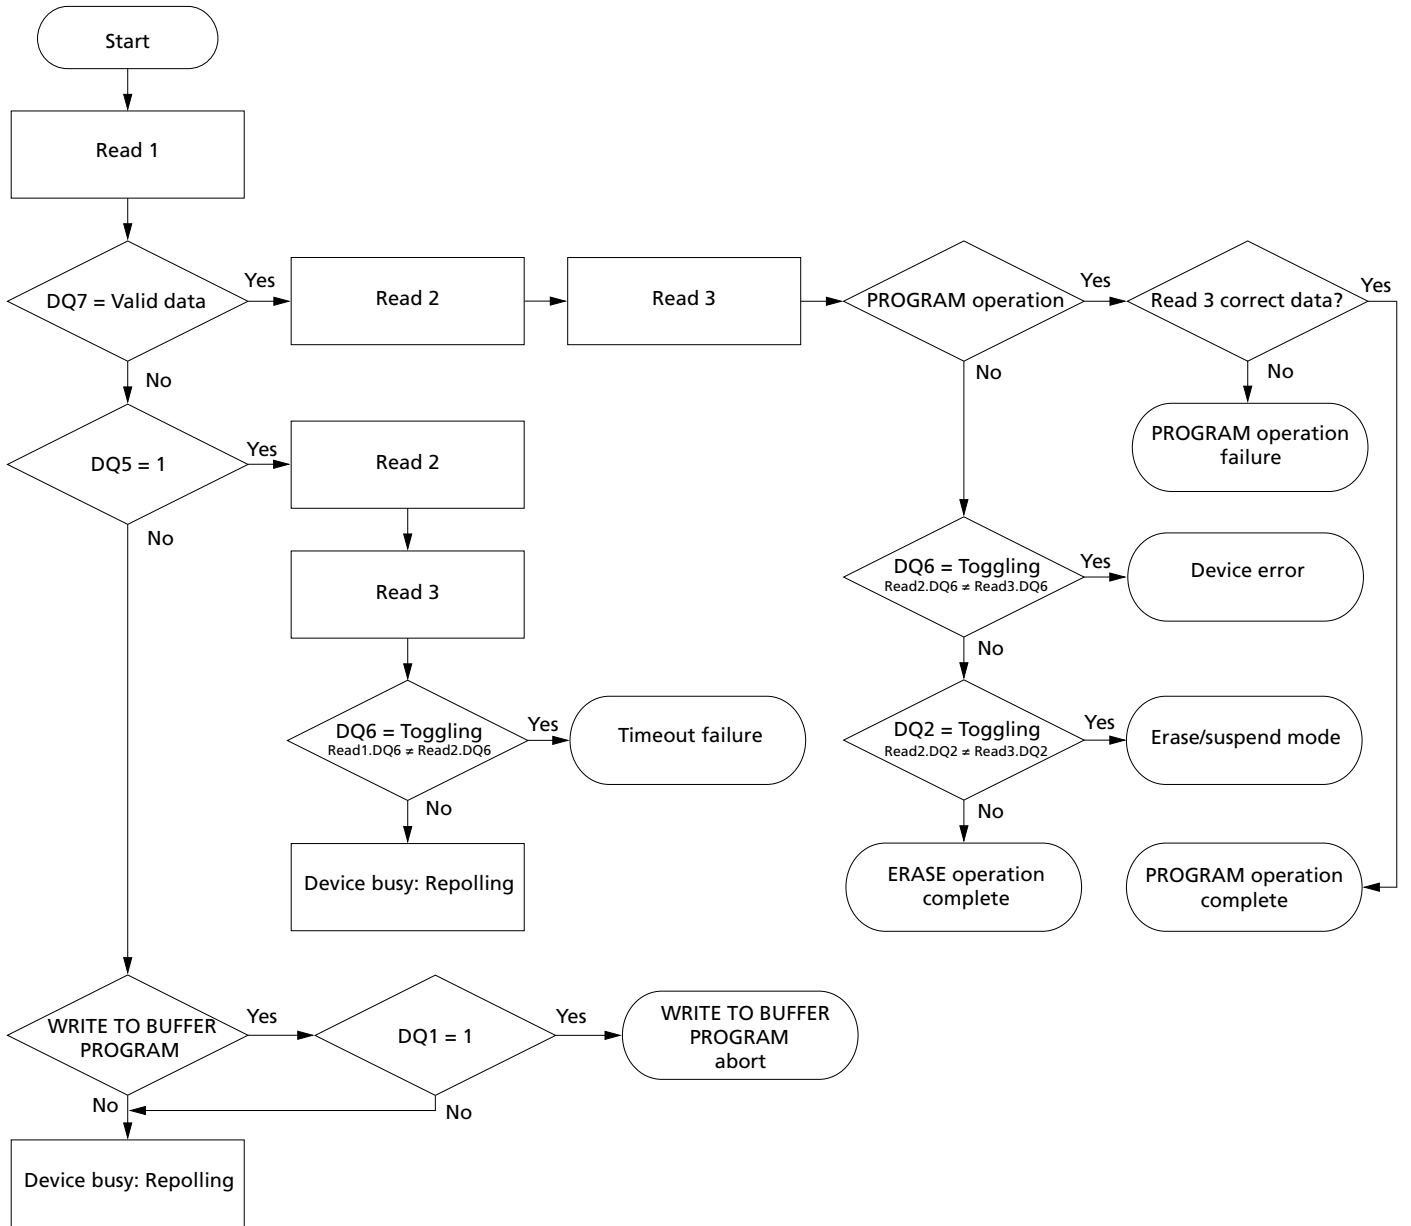 Start
Read 1
DQ7 = Valid data
Yes
No
Read 2
Read 3
PROGRAM operation
Yes
No
Read 3 correct data?
Yes
No
PROGRAM operation
failure
DQ5 = 1
Yes
No
Read 2
Read 3
DQ6 = Toggling
Read1.DQ6 ≠ Read2.DQ6
Yes
No
Timeout failure
Device busy: Repolling
DQ6 = Toggling
Read2.DQ6 ≠ Read3.DQ6
Yes
No
Device error
DQ2 = Toggling
Read2.DQ2 ≠ Read3.DQ2
Yes
No
Erase/suspend mode
ERASE operation
complete
PROGRAM operation
complete
WRITE TO BUFFER
PROGRAM
Yes
No
DQ1 = 1
Yes
No
WRITE TO BUFFER
PROGRAM
abort
Device busy: Repolling